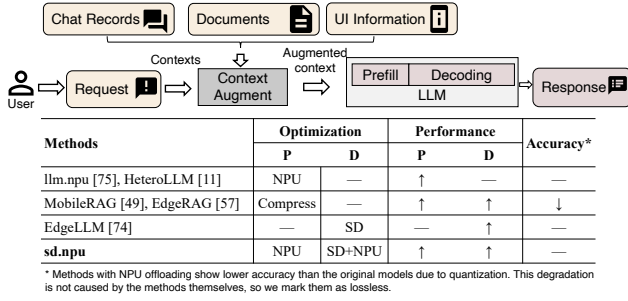 Chat Records
Documents
UI Information
Contexts
Augmented
context
User
Request
Context
Augment
Prefill
Decoding
LLM
Response
Methods Optimization Performance Accuracy*
P D P D
llm.npu [75], HeteroLLM [11] NPU — ↑ — —
MobileRAG [49], EdgeRAG [57] Compress — ↑ ↑ ↓
EdgeLLM [74] — SD — ↑ —
sd.npu NPU SD+NPU ↑ ↑ —
* Methods with NPU offloading show lower accuracy than the original models due to quantization. This degradation
is not caused by the methods themselves, so we mark them as lossless.